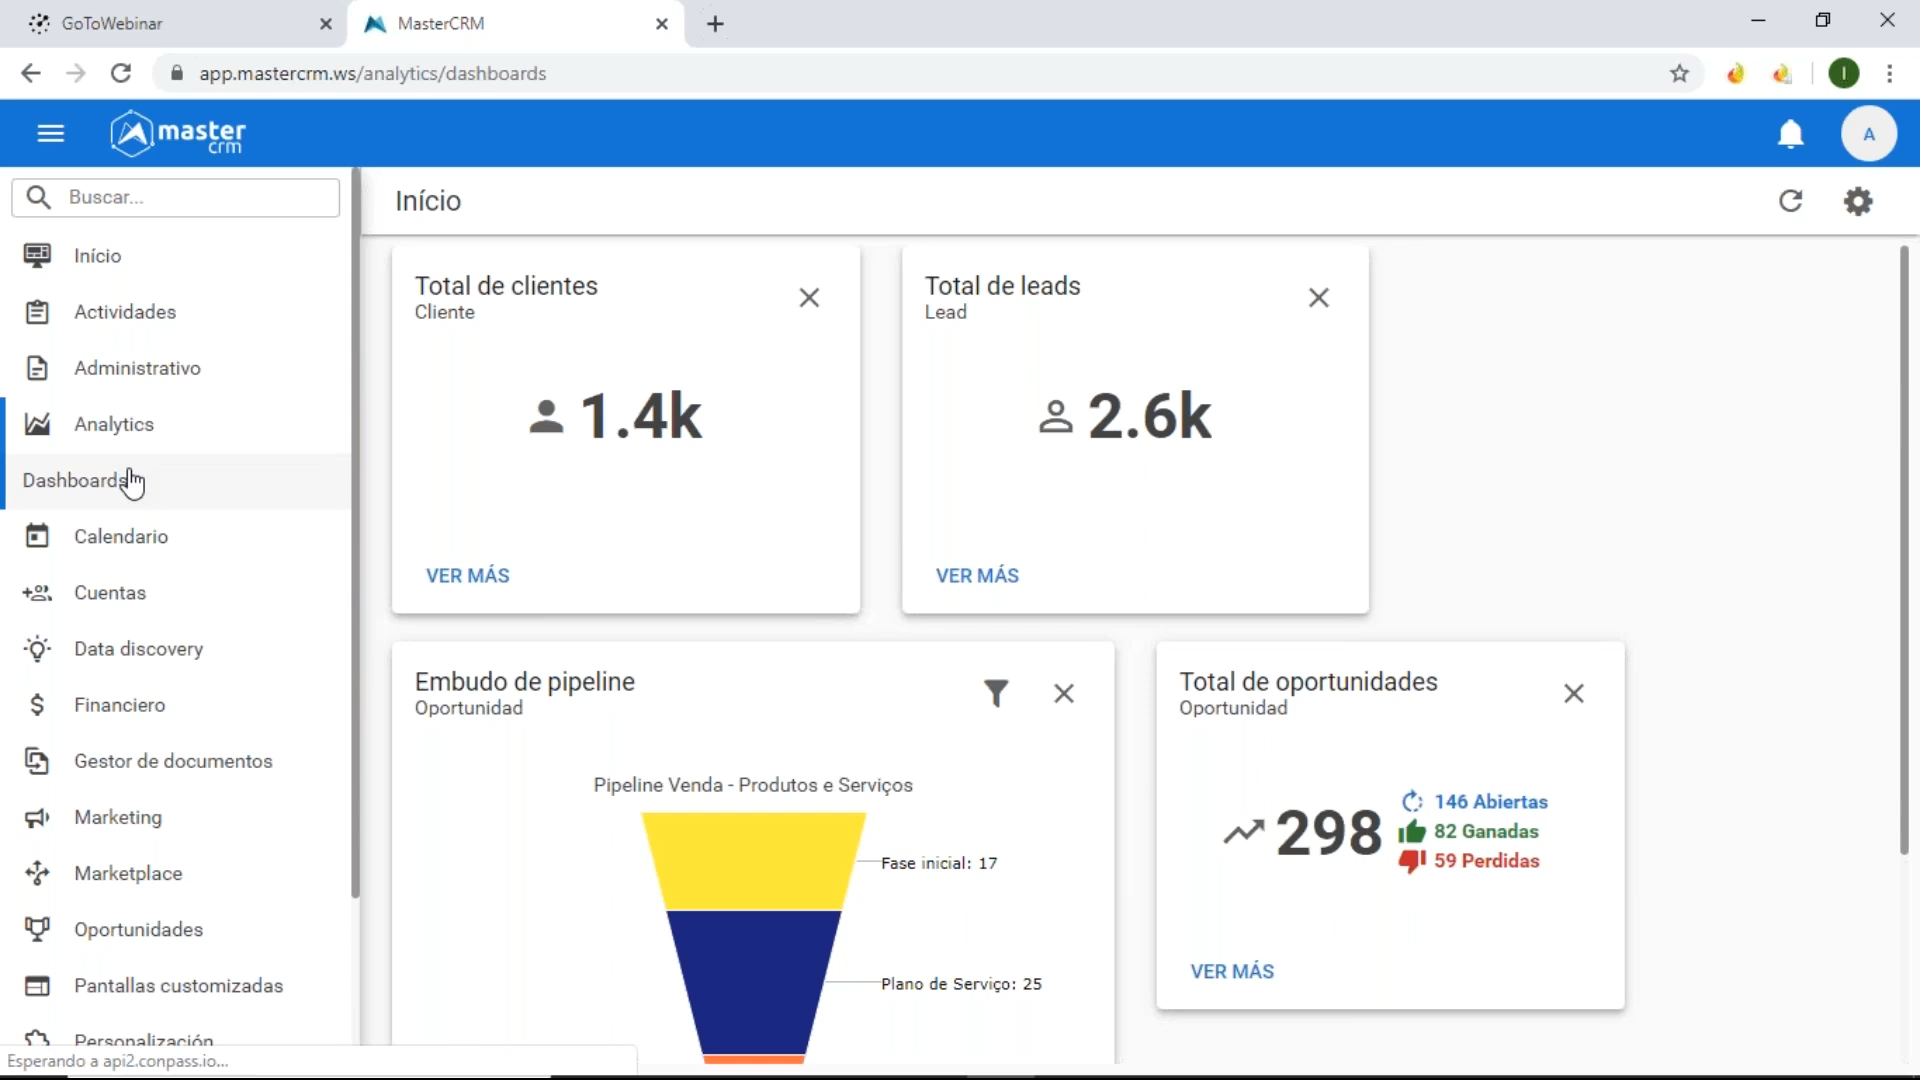 GoToWebinar
MasterCRM
app.mastercrm.ws/analytics/dashboards
I
master
crm
A
Buscar...
Início
Actividades
Administrativo
Analytics
Dashboards
Calendario
Cuentas
Data discovery
Financiero
Gestor de documentos
Marketing
Marketplace
Oportunidades
Pantallas customizadas
Personalización
Esperando a api2.conpass.io...
Início
Total de clientes
Cliente
1.4k
VER MÁS
Total de leads
Lead
2.6k
VER MÁS
Embudo de pipeline
Oportunidad
Pipeline Venda - Produtos e Serviços
Fase inicial: 17
Plano de Serviço: 25
Total de oportunidades
Oportunidad
298
146 Abiertas
82 Ganadas
59 Perdidas
VER MÁS